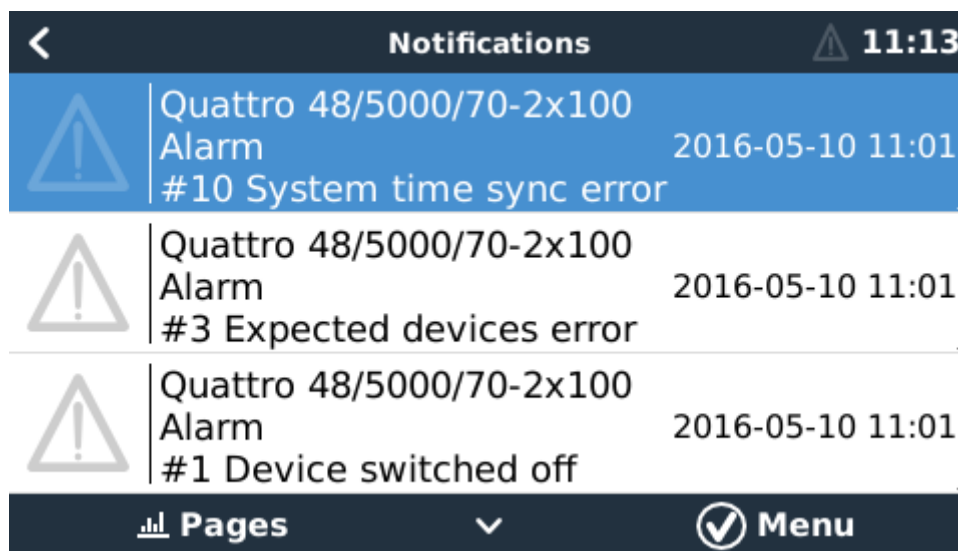 Notifications 11:13
Quattro 48/5000/70-2x100
Alarm 2016-05-10 11:01
#10 System time sync error
Quattro 48/5000/70-2x100
Alarm 2016-05-10 11:01
#3 Expected devices error
Quattro 48/5000/70-2x100
Alarm 2016-05-10 11:01
#1 Device switched off
Pages Menu